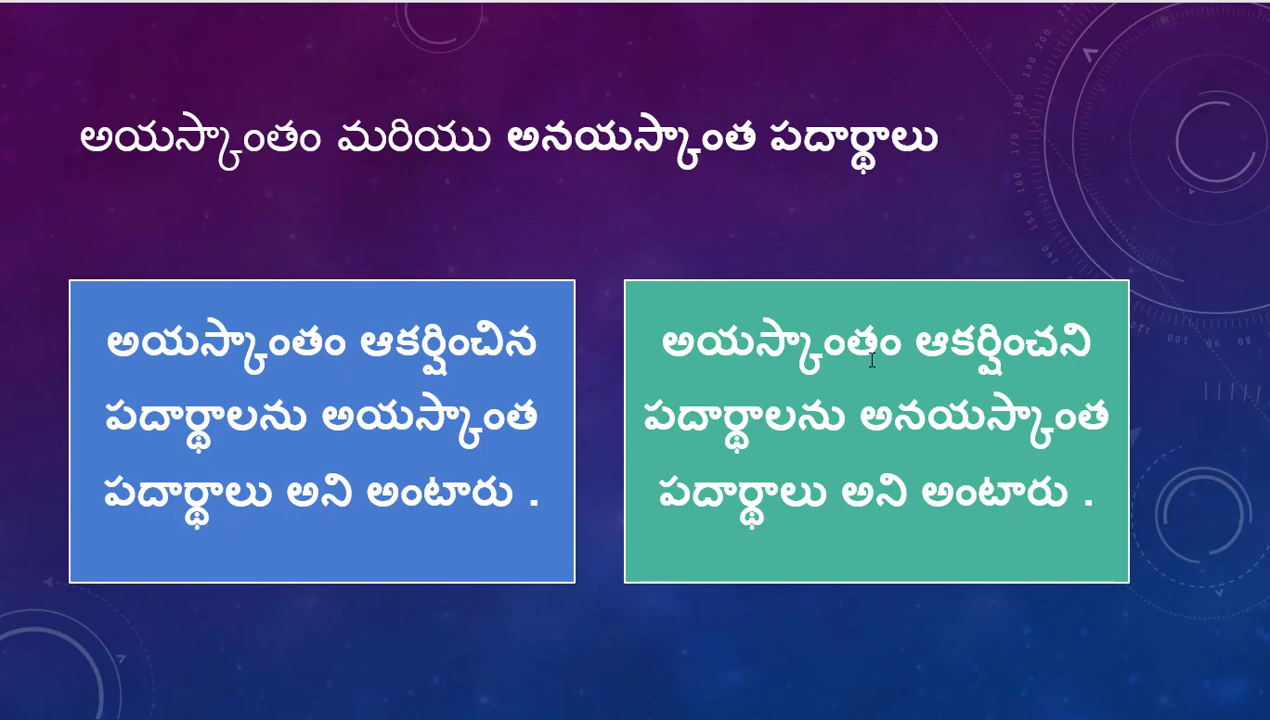 అయస్కాంతం మరియు అనయస్కాంత పదార్థాలు
అయస్కాంతం ఆకర్షించిన
పదార్థాలను అయస్కాంత
పదార్థాలు అని అంటారు .
అయస్కాంతం ఆకర్షించని
పదార్థాలను అనయస్కాంత
పదార్థాలు అని అంటారు .